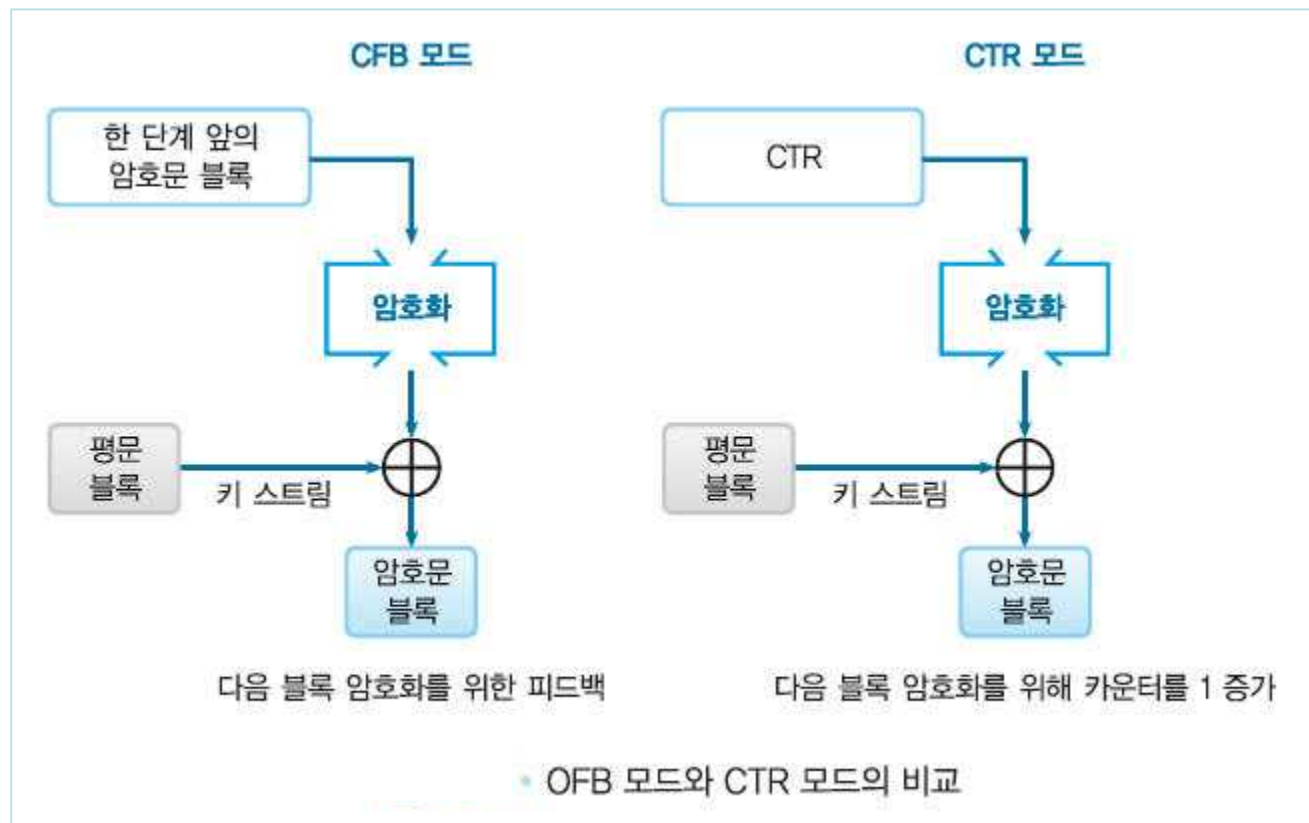 CFB 모드
한 단계 앞의
암호문 블록
암호화
평문
블록
키 스트림
암호문
블록
다음 블록 암호화를 위한 피드백
CTR 모드
CTR
암호화
평문
블록
키 스트림
암호문
블록
다음 블록 암호화를 위해 카운터를 1 증가
• OFB 모드와 CTR 모드의 비교